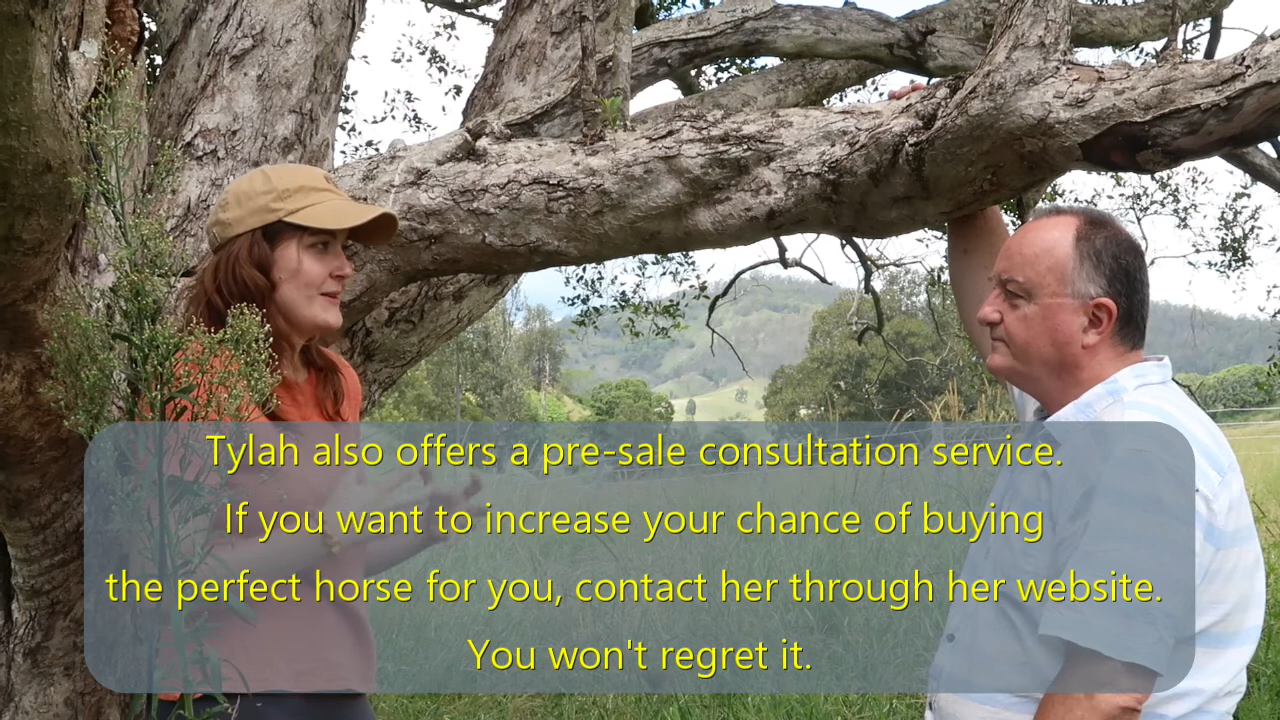 Tylah also offers a pre-sale consultation service.
If you want to increase your chance of buying
the perfect horse for you, contact her through her website.
You won't regret it.